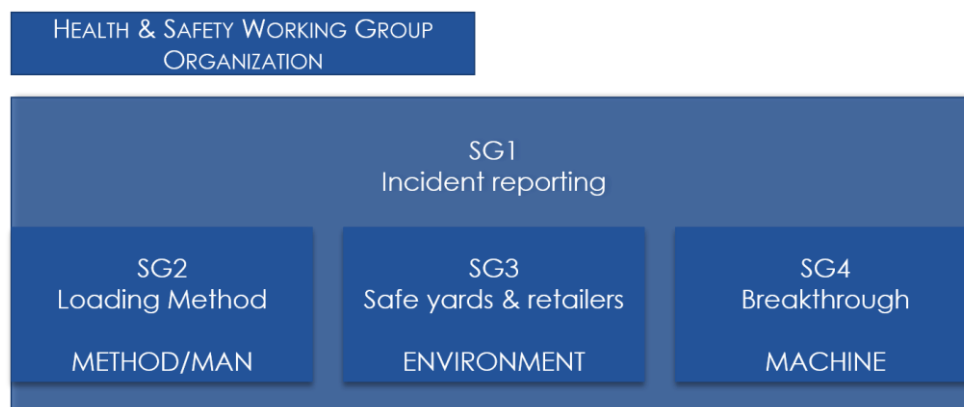 HEALTH & SAFETY WORKING GROUP
ORGANIZATION
SG1
Incident reporting
SG2
Loading Method
METHOD/MAN
SG3
Safe yards & retailers
ENVIRONMENT
SG4
Breakthrough
MACHINE